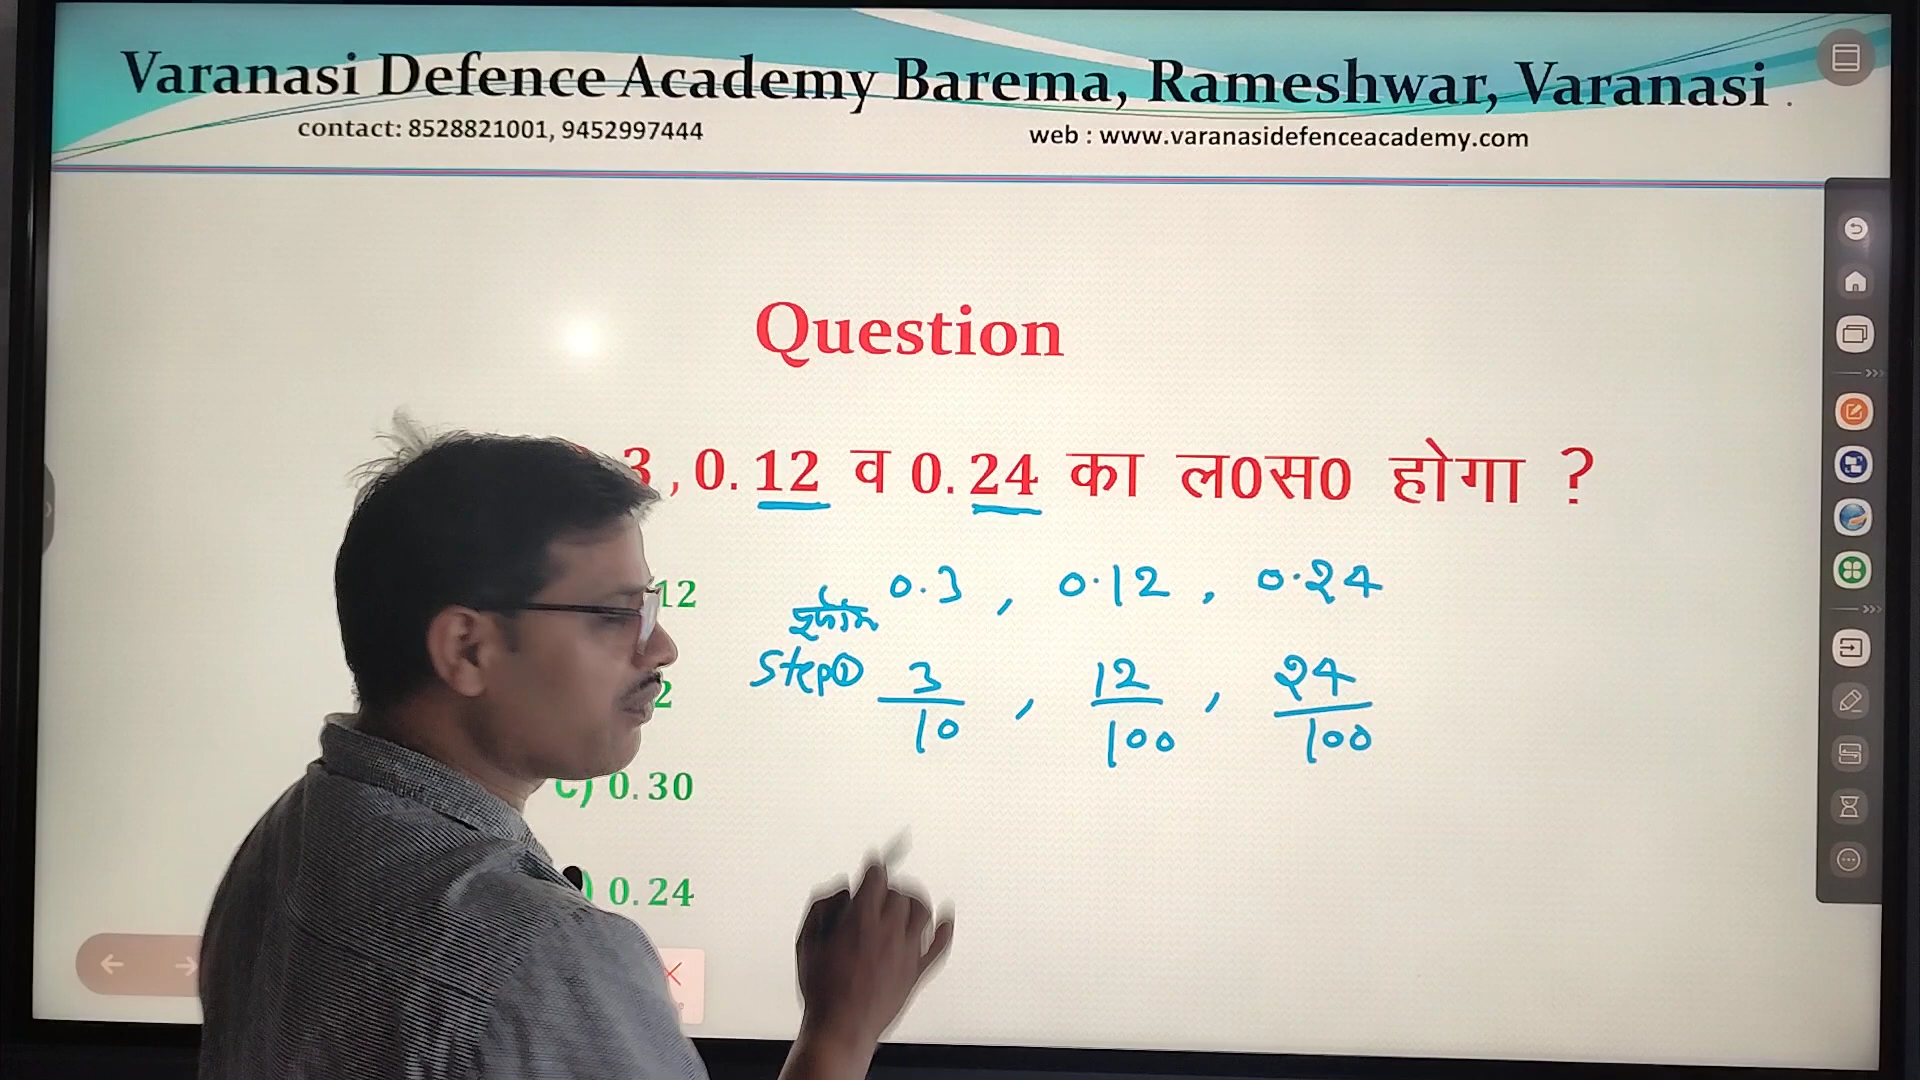 Varanasi Defence Academy Barema, Rameshwar, Varanasi .
contact: 8528821001, 9452997444
web : www.varanasidefenceacademy.com
Question
3 , 0. 12 व 0. 24 का ल0स0 होगा ?
12
2
C) 0. 30
) 0. 24
0.3 , 0.12 , 0.24
Step① 3/10 , 12/100 , 24/100